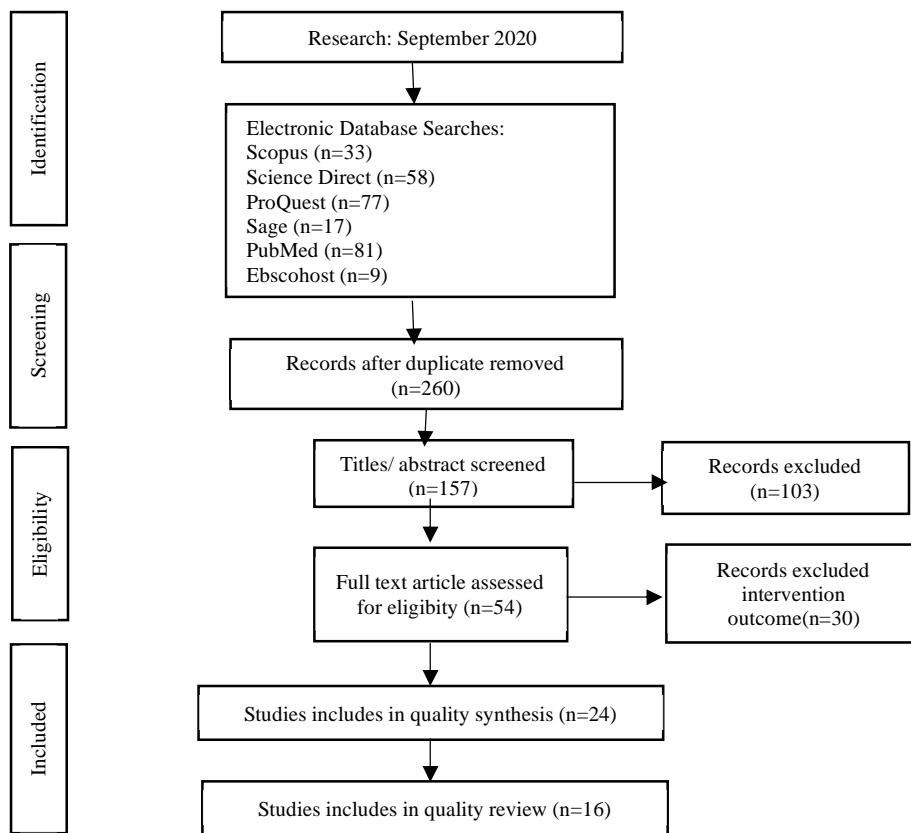 Identification
Research: September 2020
Electronic Database Searches:
Scopus (n=33)
Science Direct (n=58)
ProQuest (n=77)
Sage (n=17)
PubMed (n=81)
Ebscohost (n=9)
Screening
Records after duplicate removed
(n=260)
Eligibility
Titles/ abstract screened
(n=157)
Records excluded
(n=103)
Full text article assessed
for eligibity (n=54)
Records excluded
intervention
outcome(n=30)
Included
Studies includes in quality synthesis (n=24)
Studies includes in quality review (n=16)